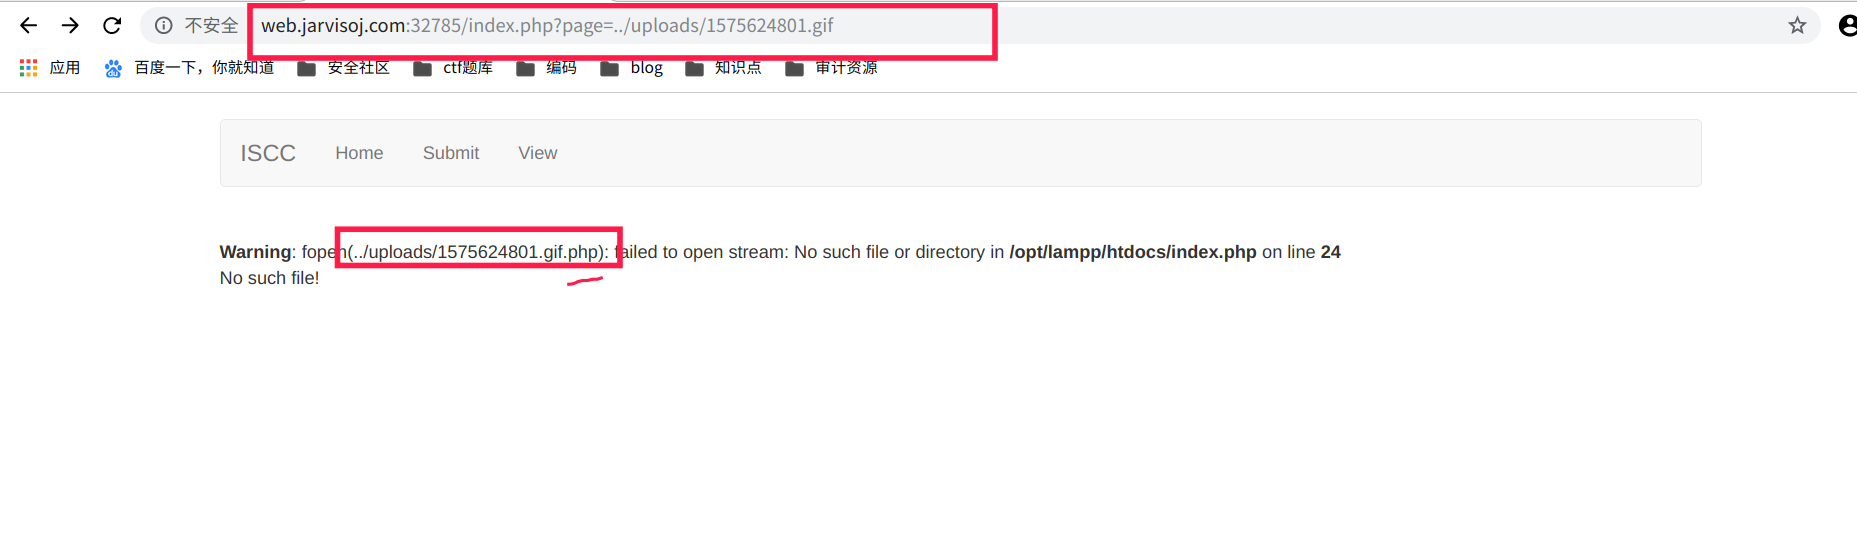 不安全 web.jarvisoj.com:32785/index.php?page=../uploads/1575624801.gif
应用 百度一下，你就知道 安全社区 ctf题库 编码 blog 知识点 审计资源
ISCC Home Submit View
Warning: fopen(../uploads/1575624801.gif.php): failed to open stream: No such file or directory in /opt/lampp/htdocs/index.php on line 24
No such file!